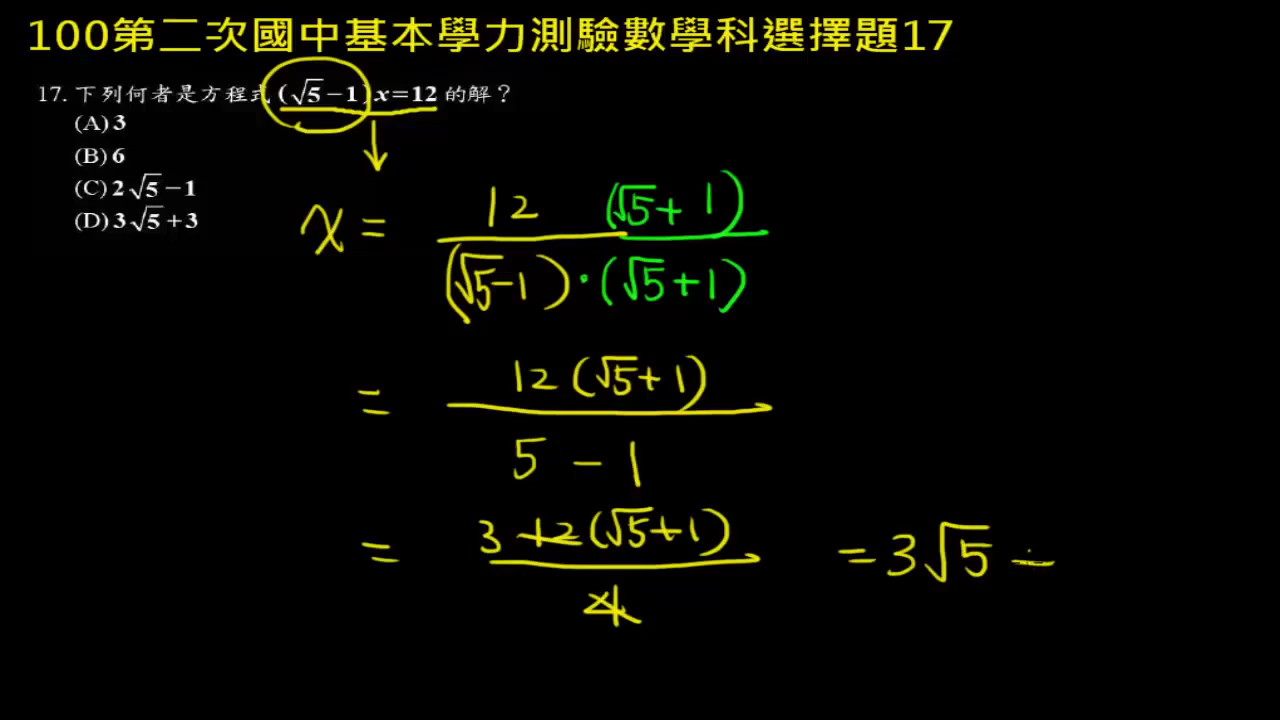 100第二次國中基本學力測驗數學科選擇題17
17. 下列何者是方程式 (√5−1)x=12 的解？
(A) 3
(B) 6
(C) 2√5−1
(D) 3√5+3
x = 12 (√5+1)
(√5−1)·(√5+1)
= 12(√5+1)
5−1
= 3 12(√5+1) = 3√5 −
4